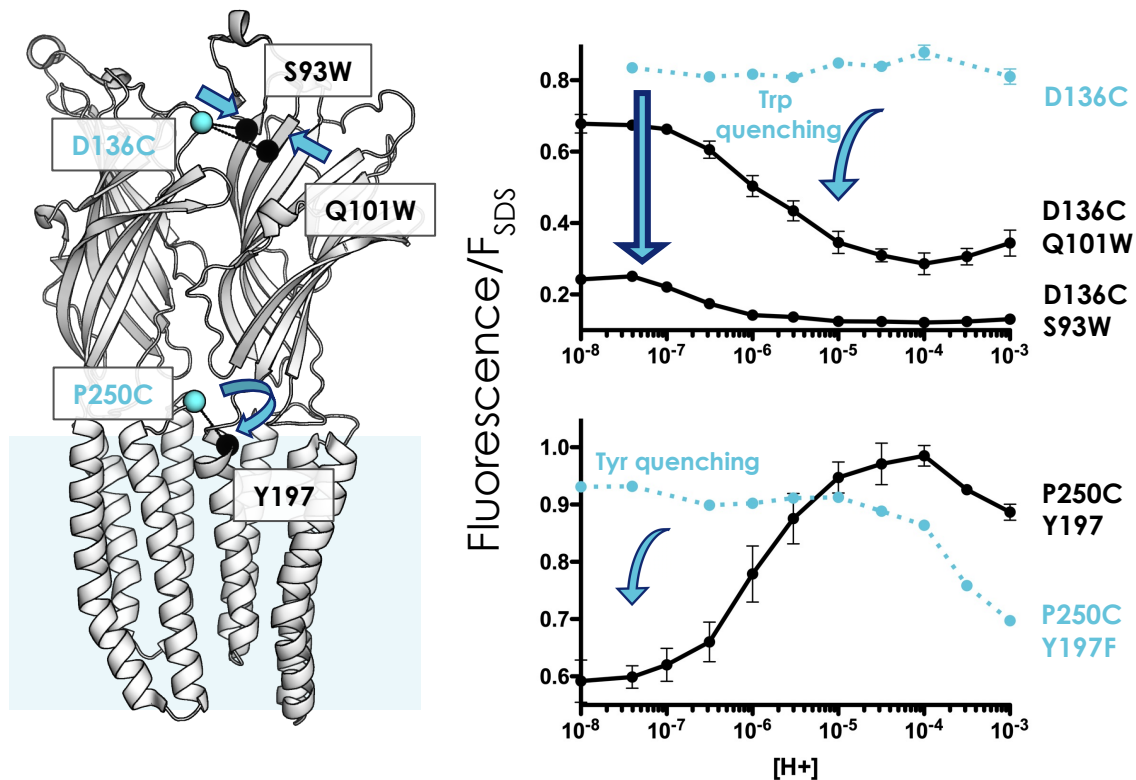 S93W
D136C
Q101W
P250C
Y197
Fluorescence/F_SDS
0.8
0.6
0.4
0.2
Trp
quenching
D136C
D136C
Q101W
D136C
S93W
10^-8
10^-7
10^-6
10^-5
10^-4
10^-3
1.0
0.9
0.8
0.7
0.6
Tyr quenching
P250C
Y197
P250C
Y197F
10^-8
10^-7
10^-6
10^-5
10^-4
10^-3
[H+]